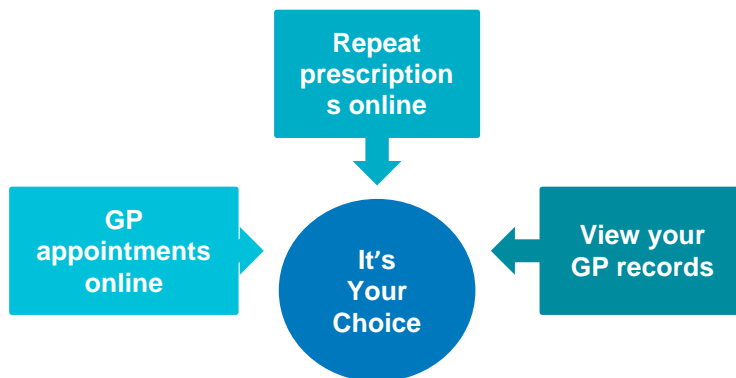 Repeat
prescription
s online
GP
appointments
online
It’s
Your
Choice
View your
GP records